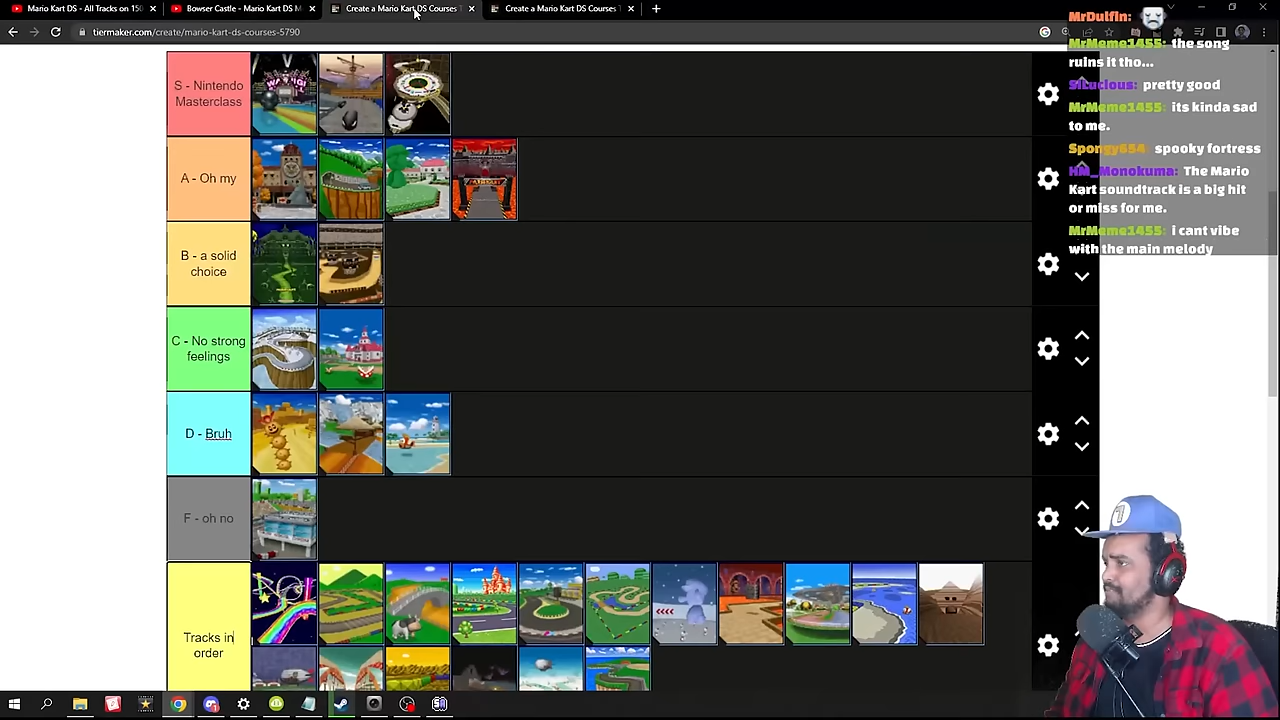 Mario Kart DS - All Tracks on 150
Bowser Castle - Mario Kart DS M
Create a Mario Kart DS Courses T
Create a Mario Kart DS Courses T
tiermaker.com/create/mario-kart-ds-courses-5790
MrDulfin:
MrMeme1455: the song
ruins it tho...
pretty good
MrMeme1455: its kinda sad
to me.
Spongy654 spooky fortress
HM_Monokuma: The Mario
Kart soundtrack is a big hit
or miss for me.
MrMeme1455: i cant vibe
with the main melody
S - Nintendo
Masterclass
A - Oh my
B - a solid
choice
C - No strong
feelings
D - Bruh
F - oh no
Tracks in
order